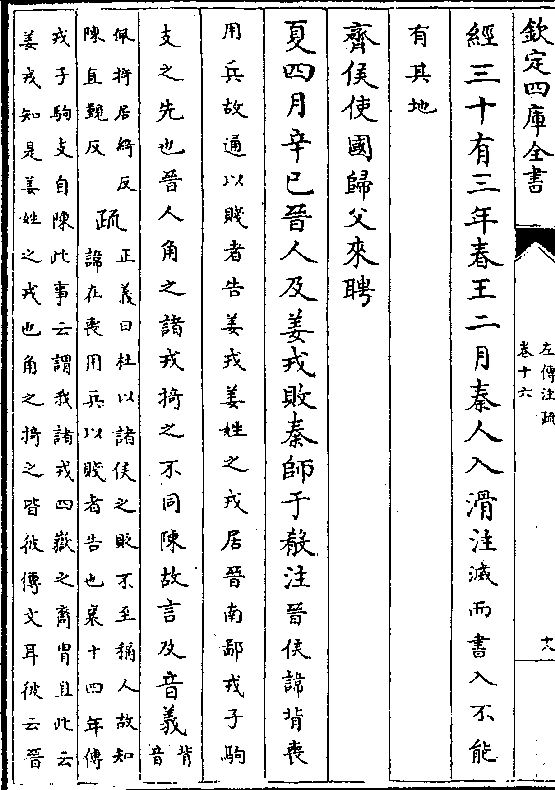 欽定四庫全書
左傳注疏
卷十六
經三十有三年春王二月秦人入滑注滅而書入不能
有其地
齊侯使國歸父來聘
夏四月辛巳晉人及姜戎敗秦師于殽注晉侯諱背喪
用兵故通以賤者告姜戎姜姓之戎居晉南鄙戎子駒
支之先也晉人角之諸戎掎之不同陳故言及音義背
音
佩掎居綺反
陳直覲反
疏
正義曰杜以諸侯之貶不至稱人故知
諱在喪用兵以賤者告也襄十四年傳
戎子駒支自陳此事云謂我諸戎四嶽之裔胄且此云
姜戎知是姜姓之戎也角之掎之皆彼傳文耳彼云晉